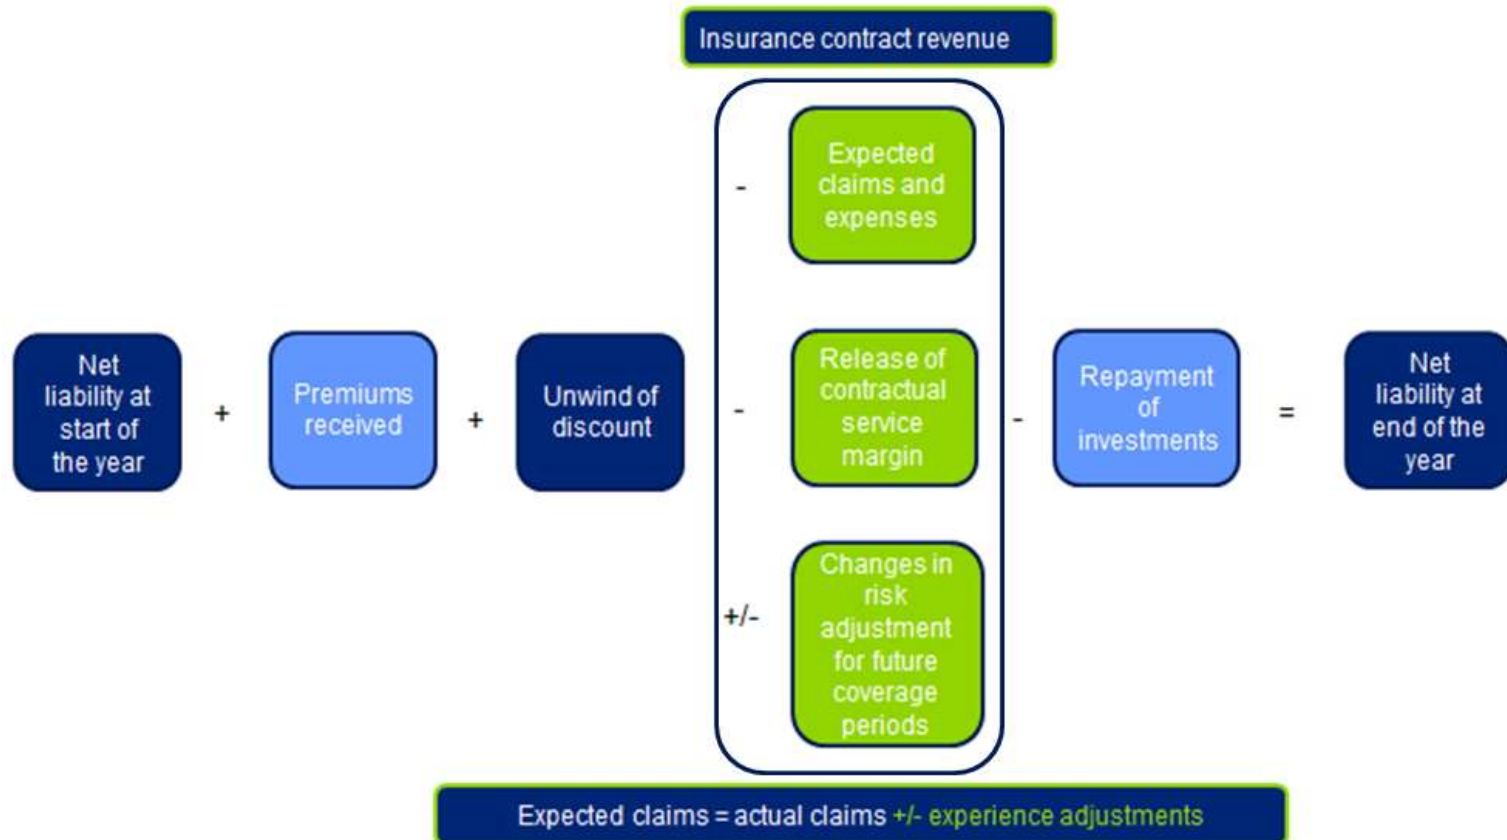 Insurance contract revenue
-
Expected
claims and
expenses
Net
liability at
start of
the year
+
Premiums
received
+
Unwind of
discount
-
Release of
contractual
service
margin
-
Repayment
of
investments
=
Net
liability at
end of the
year
+/-
Changes in
risk
adjustment
for future
coverage
periods
Expected claims = actual claims +/- experience adjustments